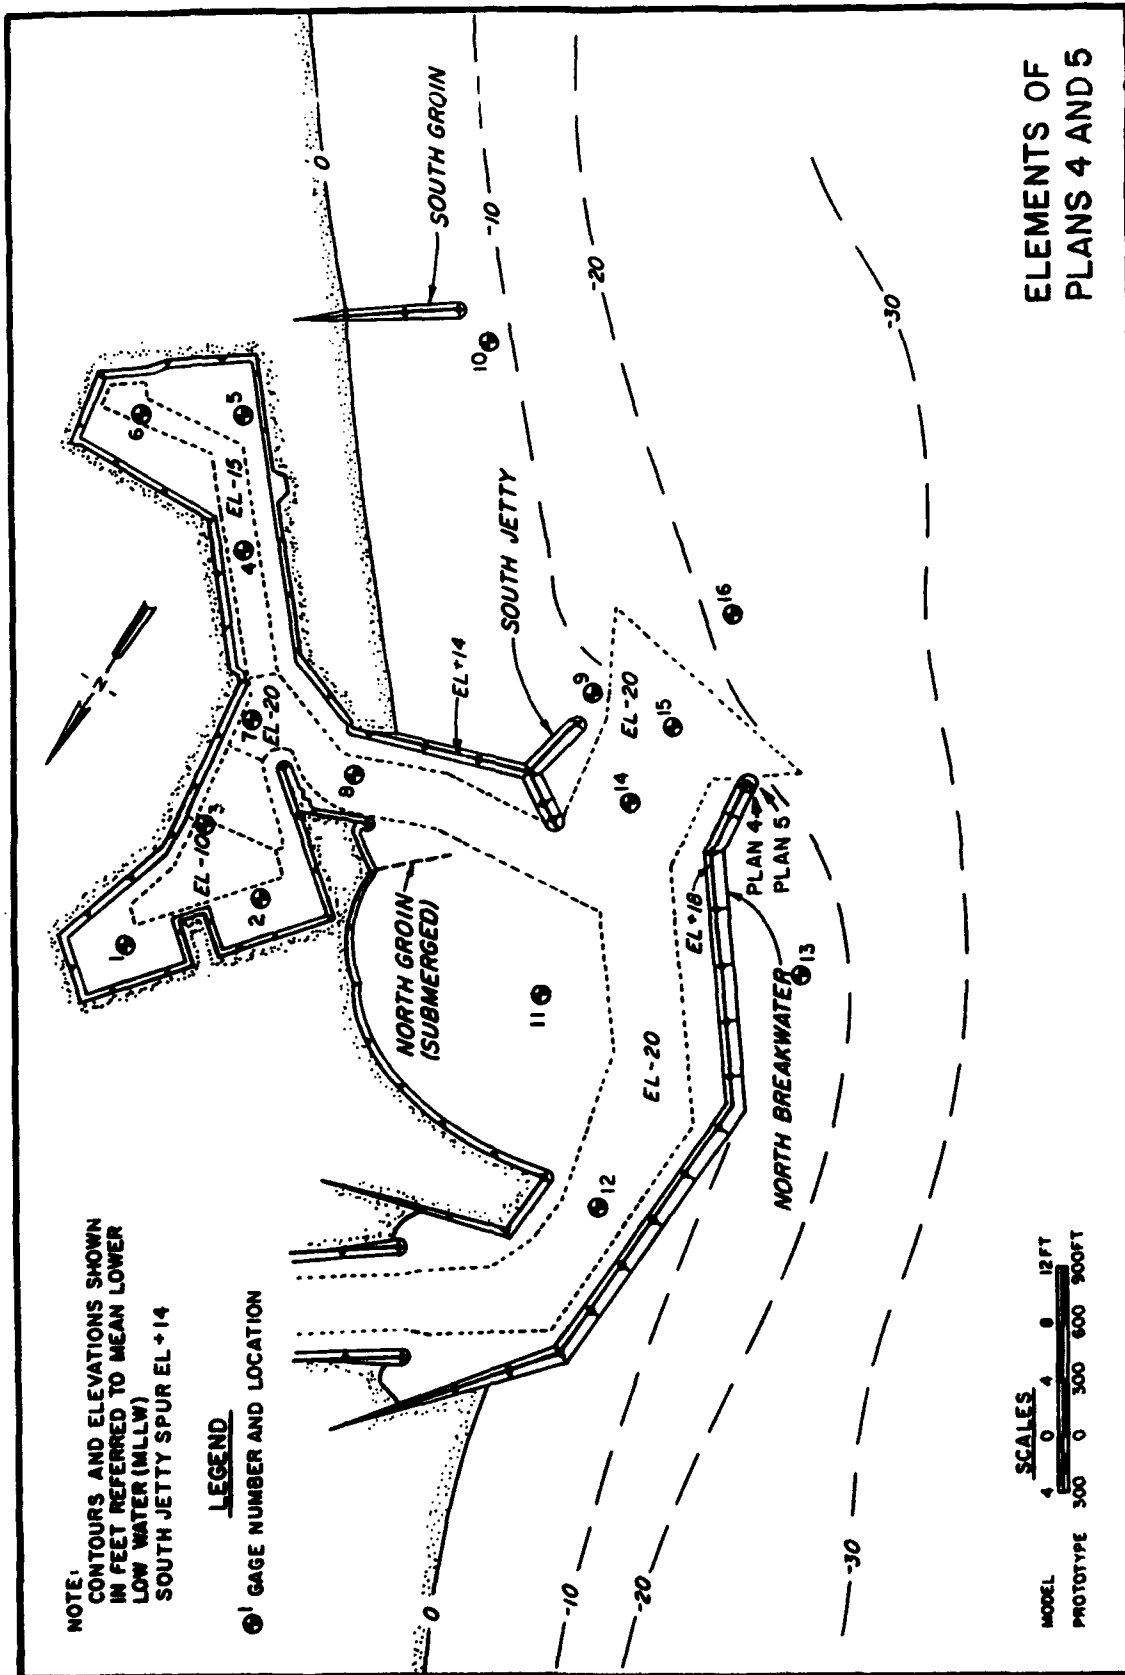 NOTE:
CONTOURS AND ELEVATIONS SHOWN
IN FEET REFERRED TO MEAN LOWER
LOW WATER (MLLW)
SOUTH JETTY SPUR EL +14
LEGEND
1 GAGE NUMBER AND LOCATION
N
1
2
3
4
5
6
7
8
9
10
11
12
13
14
15
16
EL-10
EL-15
EL-20
EL+14
SOUTH JETTY
SOUTH GROIN
NORTH GROIN
(SUBMERGED)
EL-20
EL-20
EL+18
PLAN 4
PLAN 5
NORTH BREAKWATER
0
-10
-20
-30
0
-10
-20
-30
SCALES
MODEL 4 0 4 8 12FT
PROTOTYPE 300 0 300 600 900FT
ELEMENTS OF
PLANS 4 AND 5